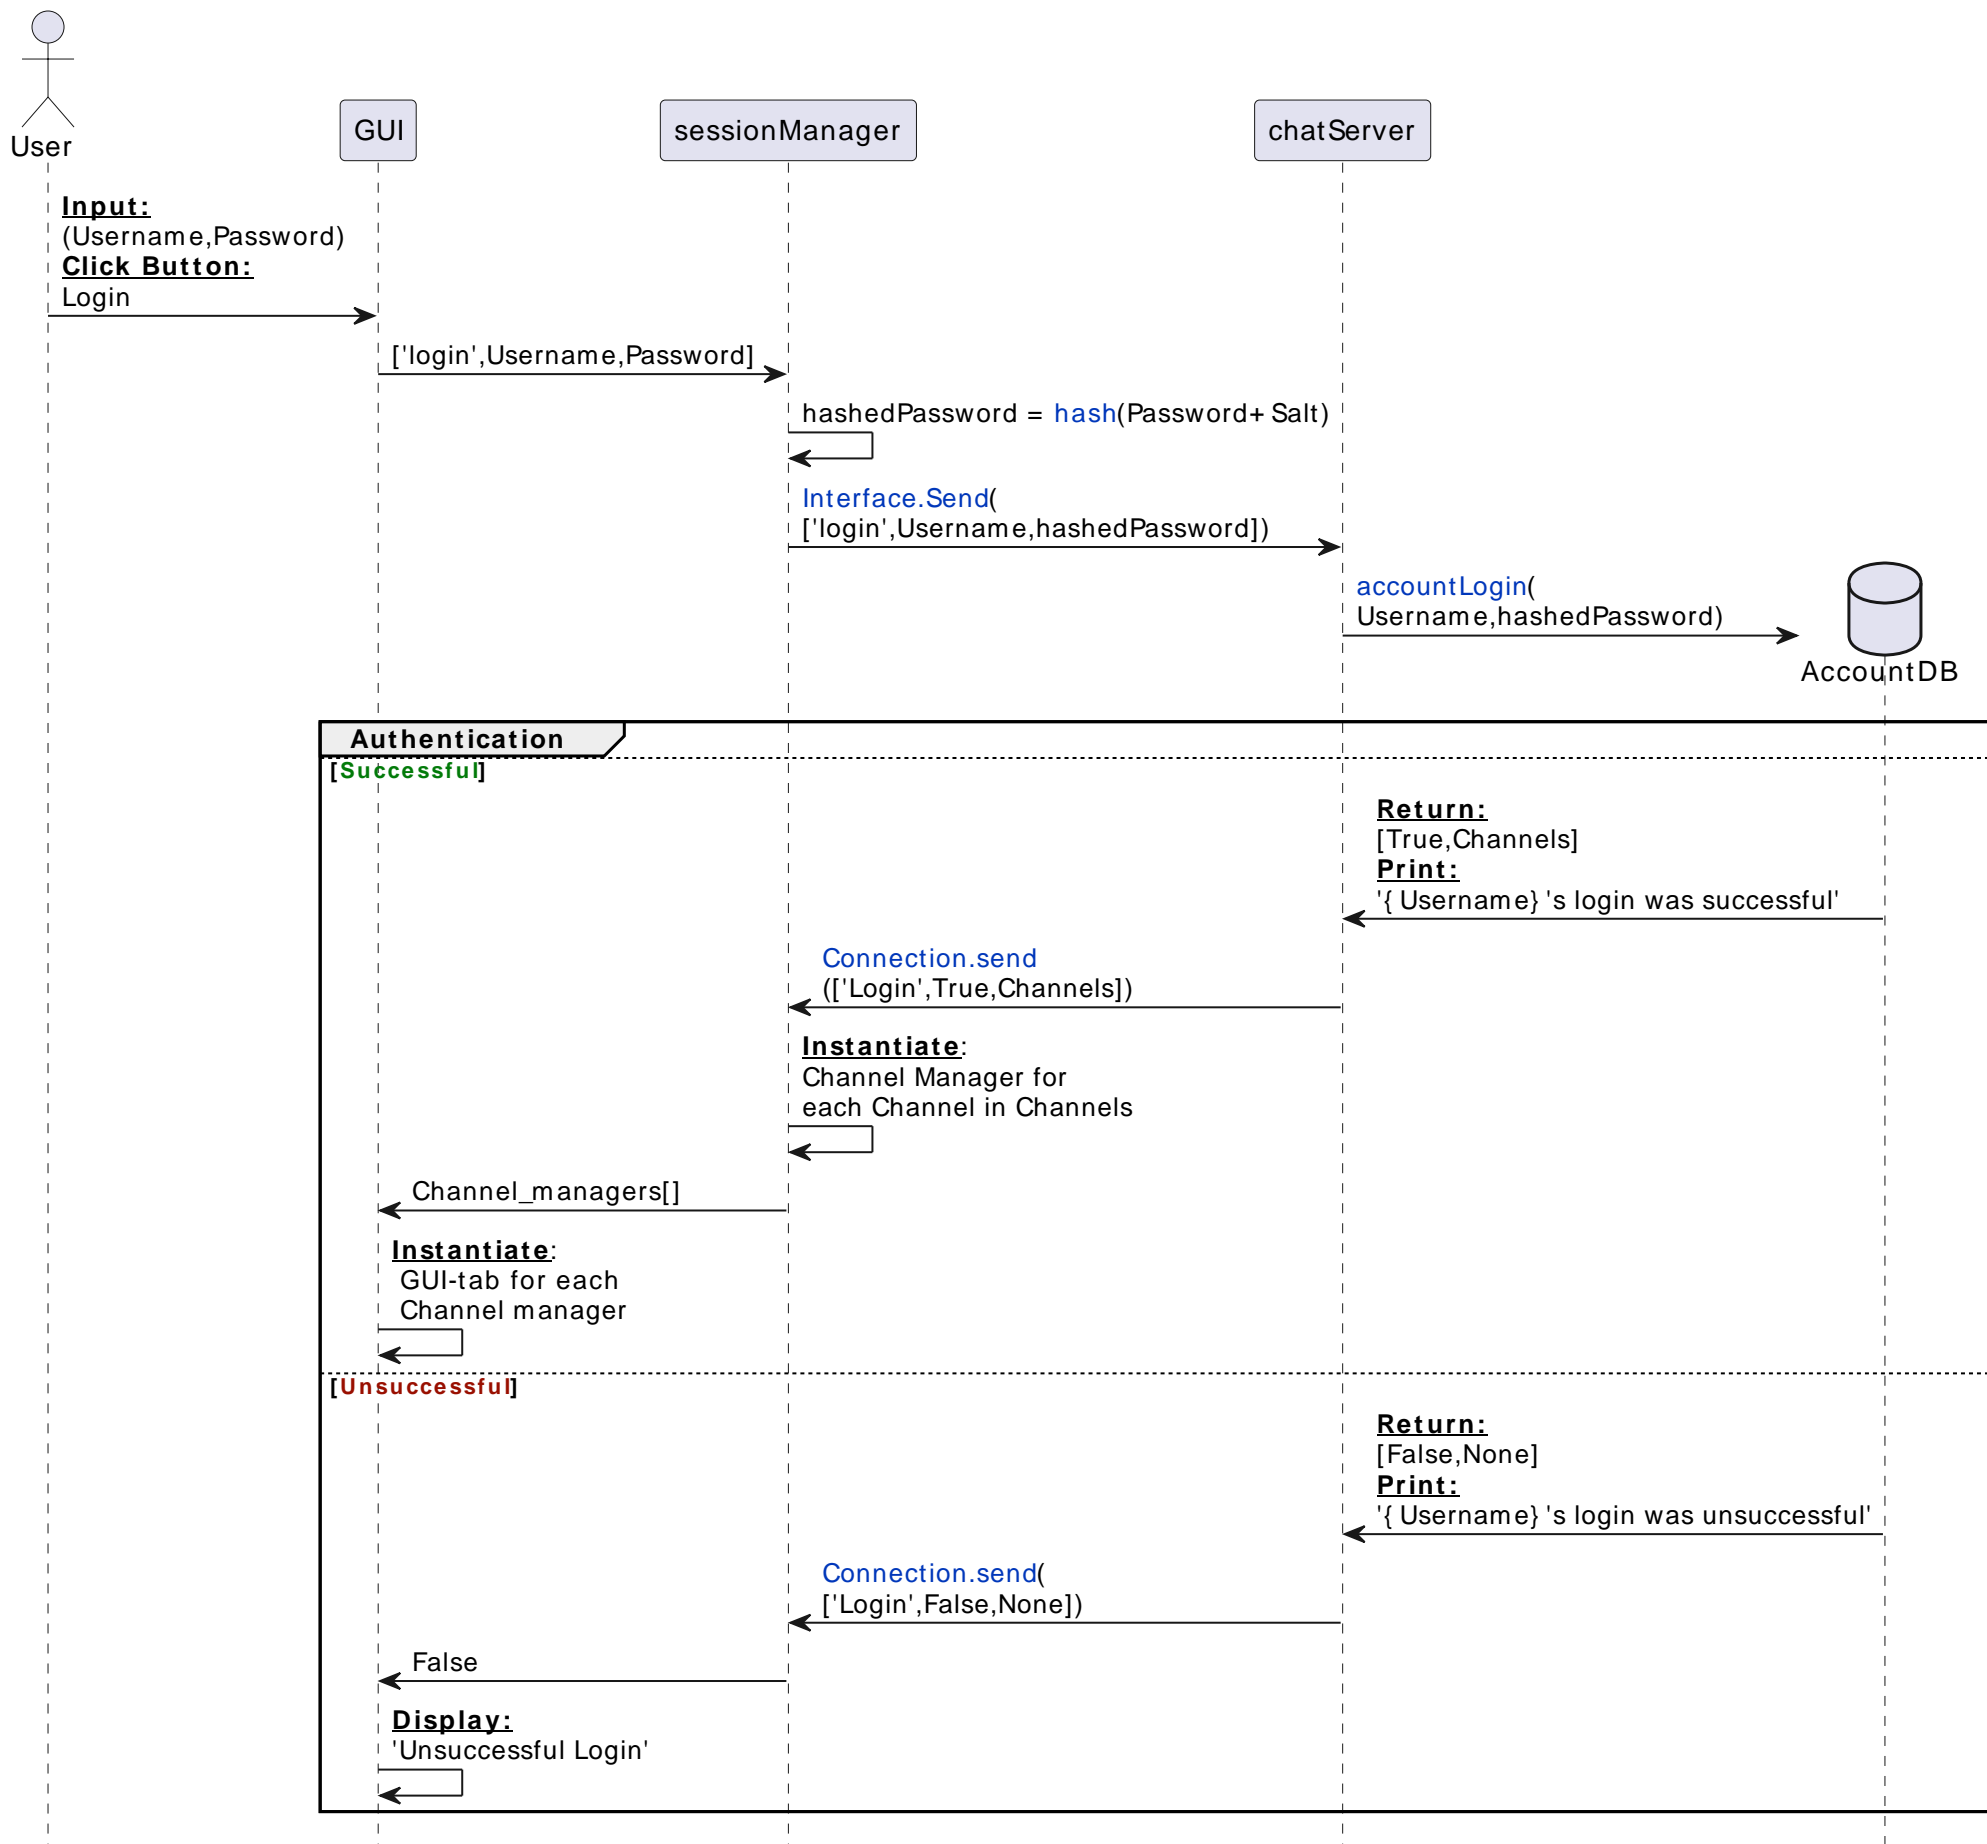 User
GUI
sessionManager
chatServer
Input:
(Username,Password)
Click Button:
Login
['login',Username,Password]
hashedPassword = hash(Password+Salt)
Interface.Send(
['login',Username,hashedPassword])
accountLogin(
Username,hashedPassword)
AccountDB
Authentication
[Successful]
Return:
[True,Channels]
Print:
'{Username}'s login was successful'
Connection.send
(['Login',True,Channels])
Instantiate:
Channel Manager for
each Channel in Channels
Channel_managers[]
Instantiate:
GUI-tab for each
Channel manager
[Unsuccessful]
Return:
[False,None]
Print:
'{Username}'s login was unsuccessful'
Connection.send(
['Login',False,None])
False
Display:
'Unsuccessful Login'